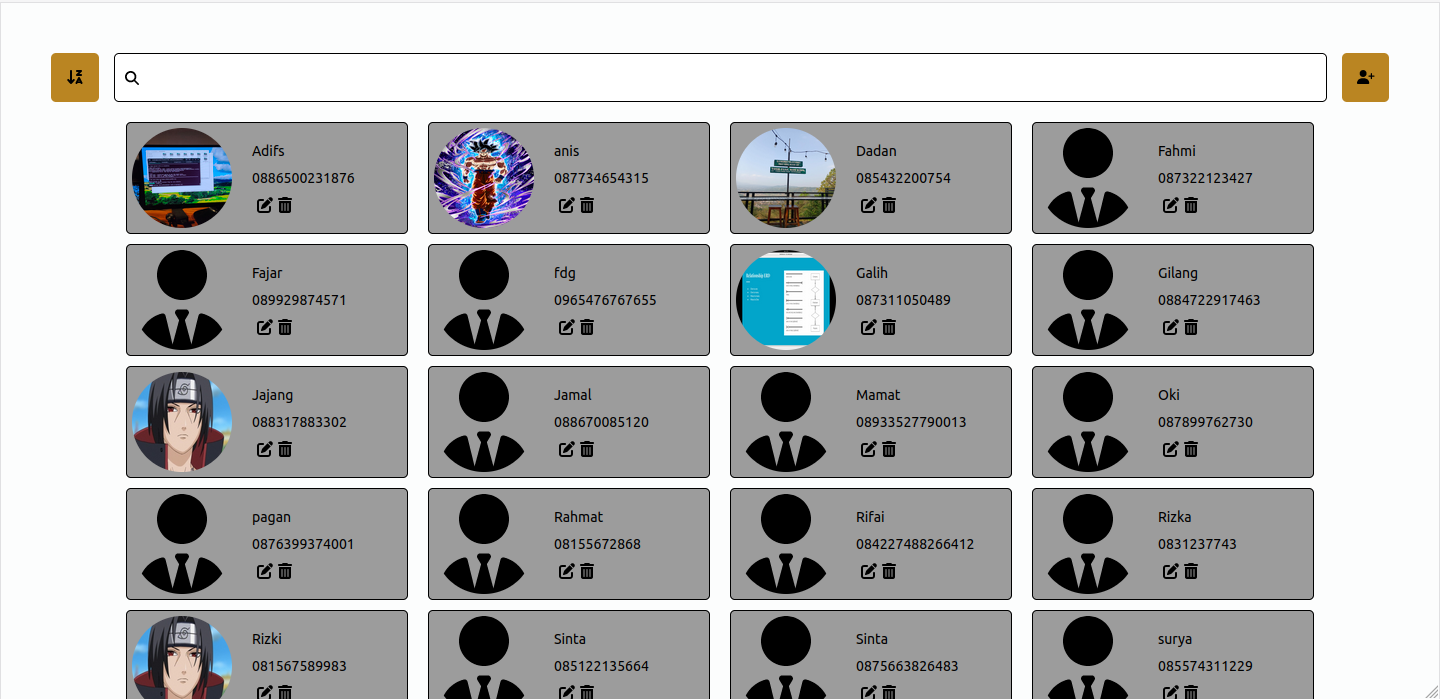 Adifs
0886500231876
anis
087734654315
Dadan
085432200754
Fahmi
087322123427
Fajar
089929874571
fdg
0965476767655
Galih
087311050489
Gilang
0884722917463
Jajang
088317883302
Jamal
088670085120
Mamat
08933527790013
Oki
087899762730
pagan
0876399374001
Rahmat
08155672868
Rifai
084227488266412
Rizka
0831237743
Rizki
081567589983
Sinta
085122135664
Sinta
0875663826483
surya
085574311229